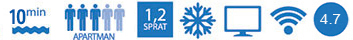 10min
APARTMAN
1,2
SPRAT
4.7